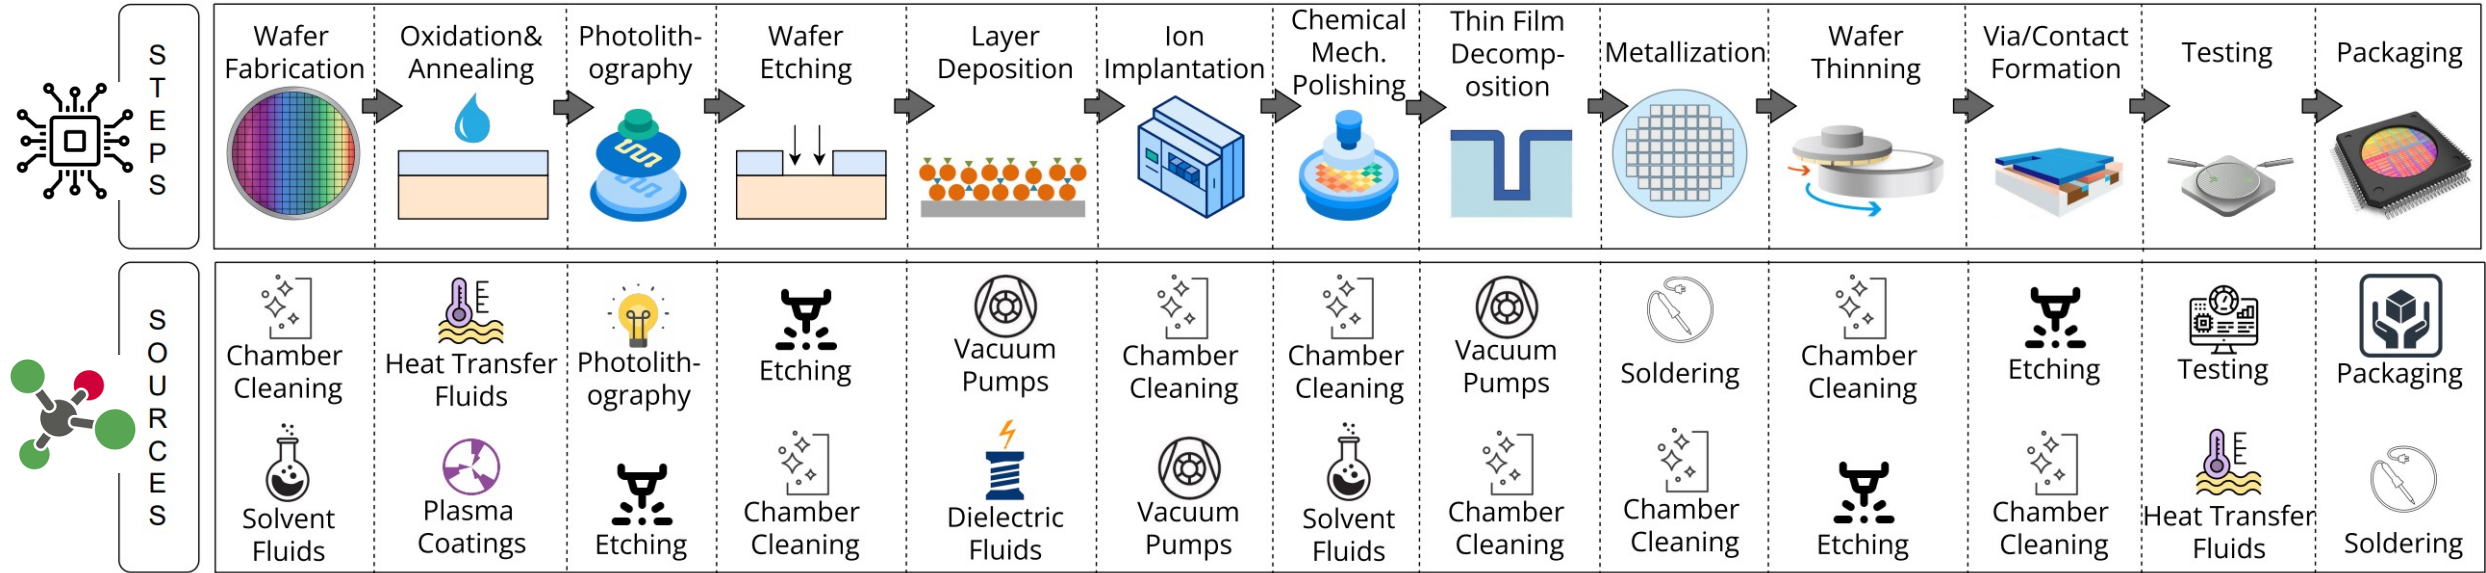 STEPS
Wafer
Fabrication
Oxidation&
Annealing
Photolith-
ography
Wafer
Etching
Layer
Deposition
Ion
Implantation
Chemical
Mech.
Polishing
Thin Film
Decomp-
osition
Metallization
Wafer
Thinning
Via/Contact
Formation
Testing
Packaging
SOURCES
Chamber
Cleaning
Heat Transfer
Fluids
Photolith-
ography
Etching
Vacuum
Pumps
Chamber
Cleaning
Chamber
Cleaning
Vacuum
Pumps
Soldering
Chamber
Cleaning
Etching
Testing
Packaging
Solvent
Fluids
Plasma
Coatings
Etching
Chamber
Cleaning
Dielectric
Fluids
Vacuum
Pumps
Solvent
Fluids
Chamber
Cleaning
Chamber
Cleaning
Etching
Chamber
Cleaning
Heat Transfer
Fluids
Soldering